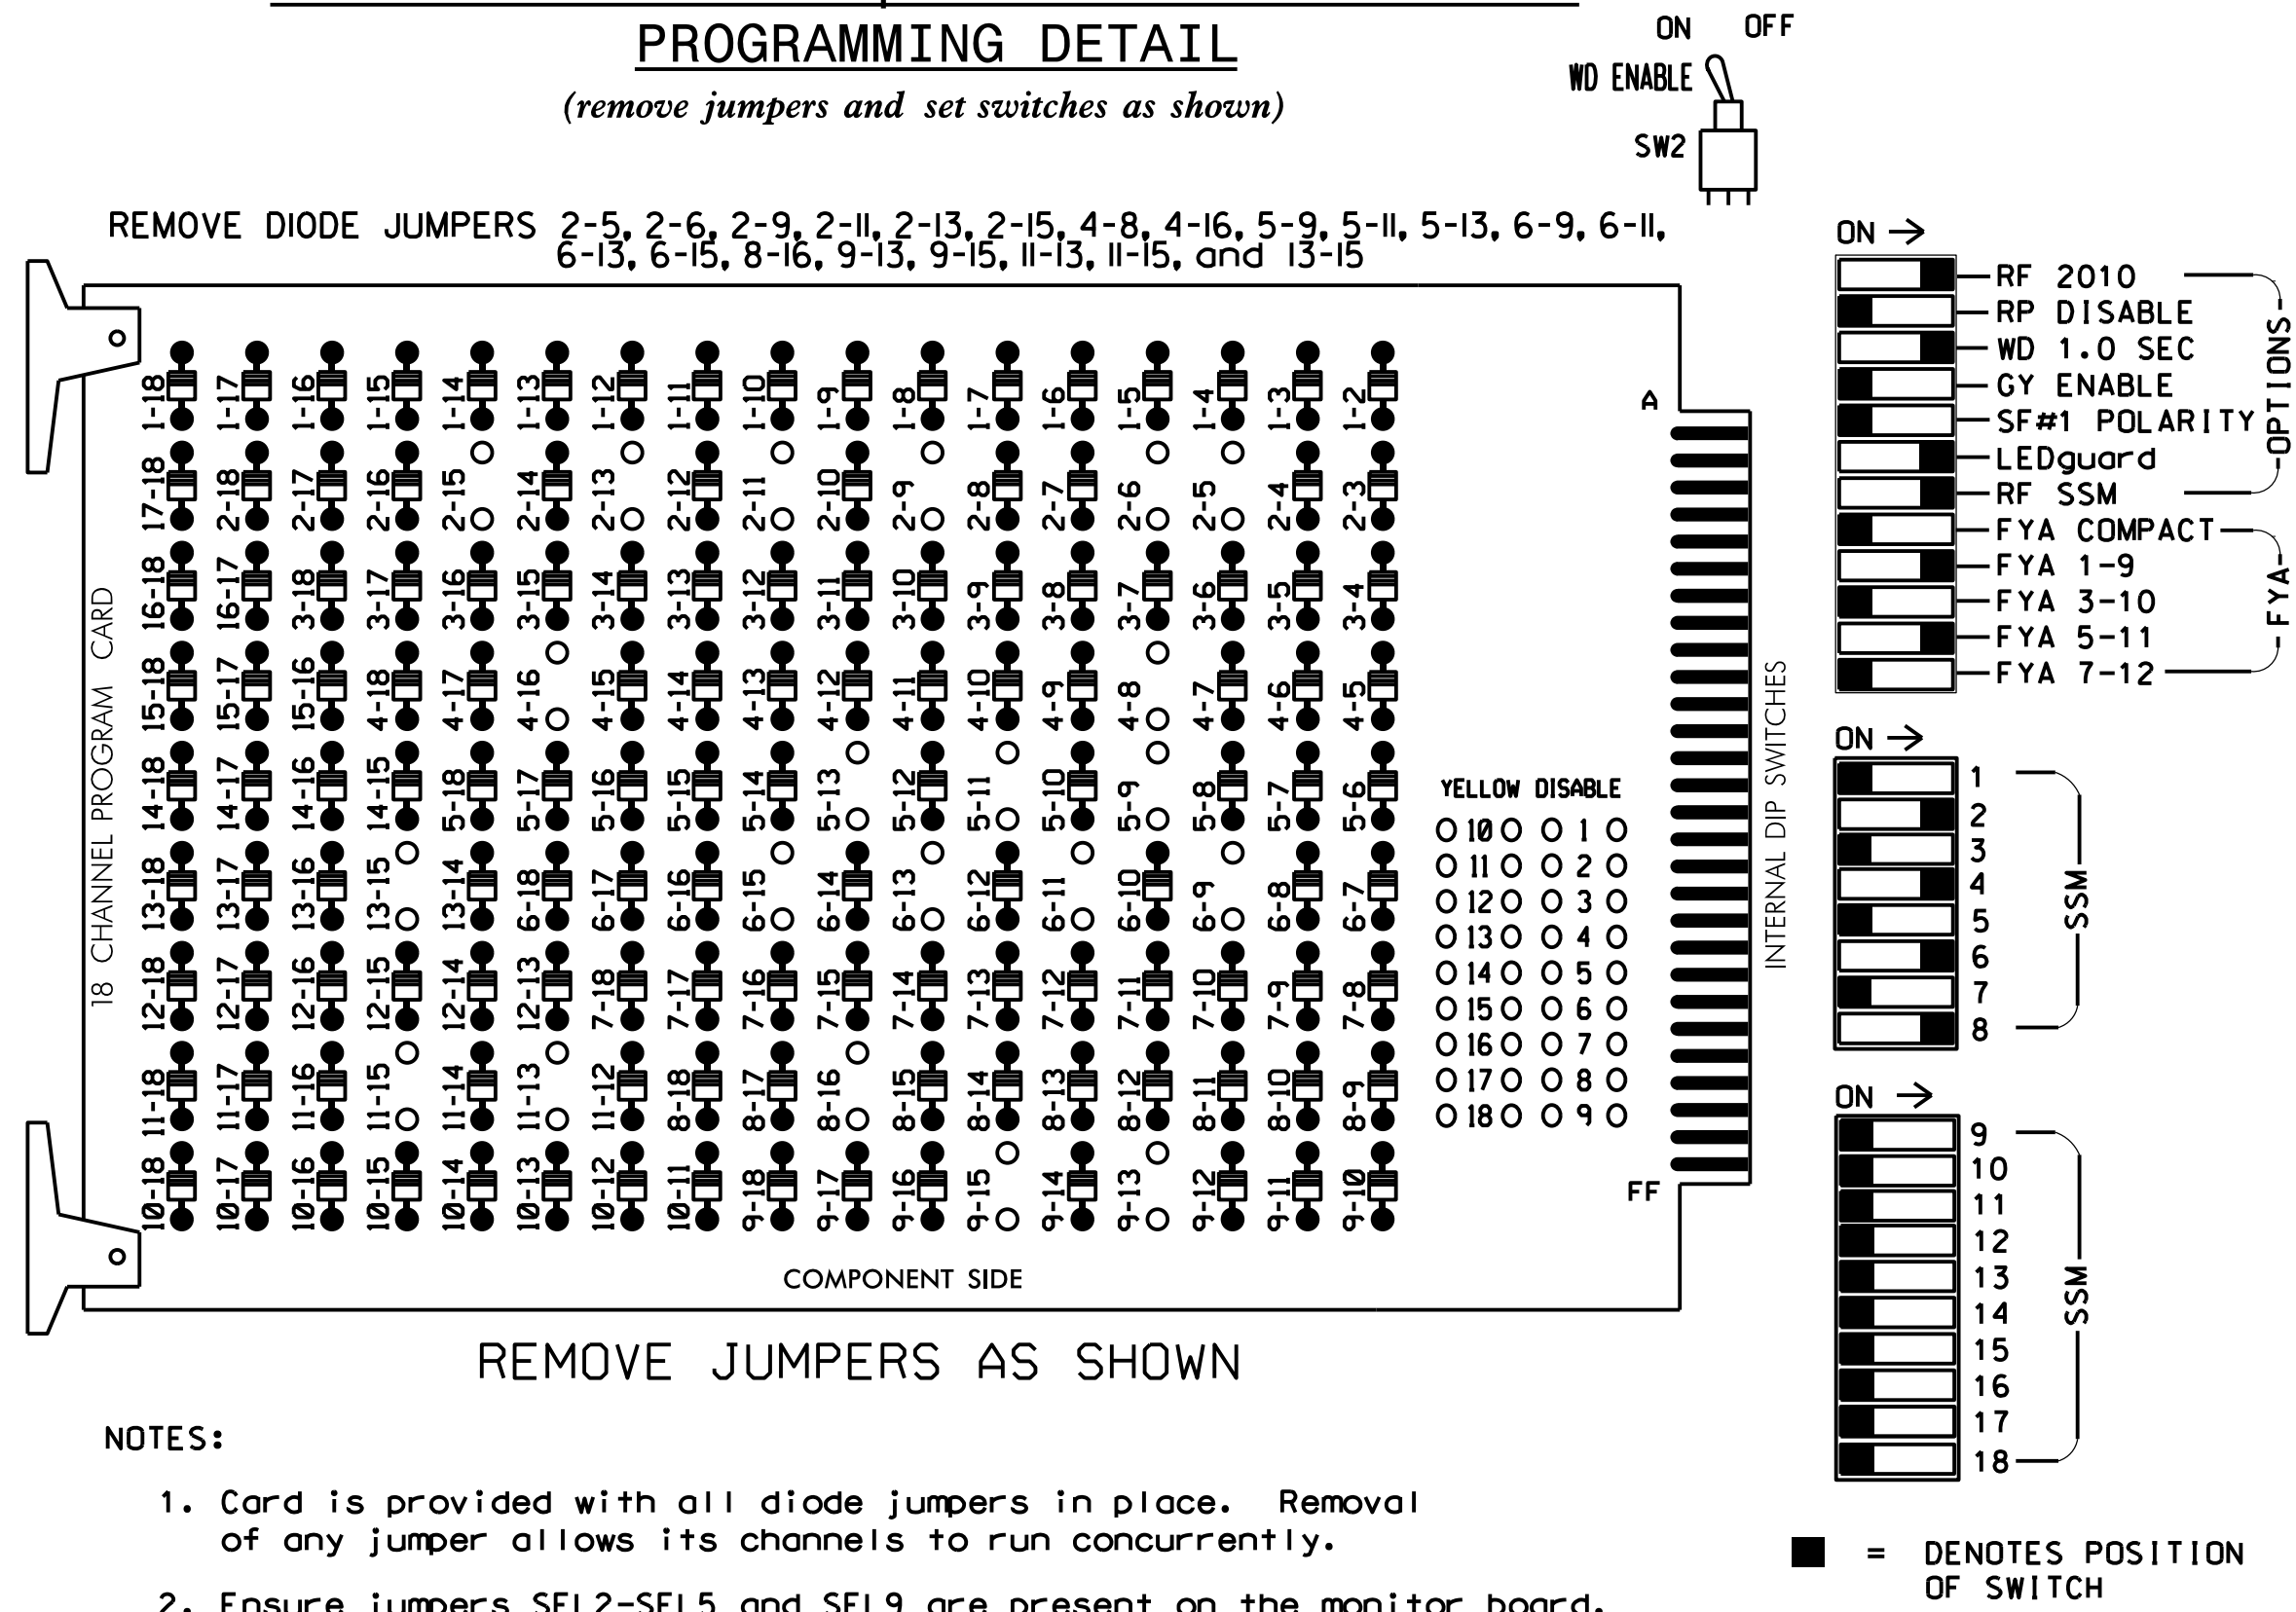 PROGRAMMING DETAIL
(remove jumpers and set switches as shown)
ON OFF
WD ENABLE
SW2
REMOVE DIODE JUMPERS 2-5, 2-6, 2-9, 2-11, 2-13, 2-15, 4-8, 4-16, 5-9, 5-11, 5-13, 6-9, 6-11,
6-13, 6-15, 8-16, 9-13, 9-15, 11-13, 11-15, and 13-15
18 CHANNEL PROGRAM CARD
1-18 1-17 1-16 1-15 1-14 1-13 1-12 1-11 1-10 1-9 1-8 1-7 1-6 1-5 1-4 1-3 1-2
17-18 2-18 2-17 2-16 2-15 2-14 2-13 2-12 2-11 2-10 2-9 2-8 2-7 2-6 2-5 2-4 2-3
16-18 16-17 3-18 3-17 3-16 3-15 3-14 3-13 3-12 3-11 3-10 3-9 3-8 3-7 3-6 3-5 3-4
15-18 15-17 15-16 4-18 4-17 4-16 4-15 4-14 4-13 4-12 4-11 4-10 4-9 4-8 4-7 4-6 4-5
14-18 14-17 14-16 14-15 5-18 5-17 5-16 5-15 5-14 5-13 5-12 5-11 5-10 5-9 5-8 5-7 5-6
13-18 13-17 13-16 13-15 13-14 6-18 6-17 6-16 6-15 6-14 6-13 6-12 6-11 6-10 6-9 6-8 6-7
12-18 12-17 12-16 12-15 12-14 12-13 7-18 7-17 7-16 7-15 7-14 7-13 7-12 7-11 7-10 7-9 7-8
11-18 11-17 11-16 11-15 11-14 11-13 11-12 8-18 8-17 8-16 8-15 8-14 8-13 8-12 8-11 8-10 8-9
10-18 10-17 10-16 10-15 10-14 10-13 10-12 10-11 9-18 9-17 9-16 9-15 9-14 9-13 9-12 9-11 9-10
COMPONENT SIDE
A
YELLOW DISABLE
10 1
11 2
12 3
13 4
14 5
15 6
16 7
17 8
18 9
FF
INTERNAL DIP SWITCHES
ON
RF 2010
RP DISABLE
WD 1.0 SEC
GY ENABLE
SF#1 POLARITY
LEDguard
RF SSM
OPTIONS
FYA COMPACT
FYA 1-9
FYA 3-10
FYA 5-11
FYA 7-12
FYA
ON
1
2
3
4
5
6
7
8
SSM
ON
9
10
11
12
13
14
15
16
17
18
SSM
REMOVE JUMPERS AS SHOWN
NOTES:
1. Card is provided with all diode jumpers in place. Removal
of any jumper allows its channels to run concurrently.
2. Ensure jumpers SEL2-SEL5 and SEL9 are present on the monitor board.
= DENOTES POSITION
OF SWITCH